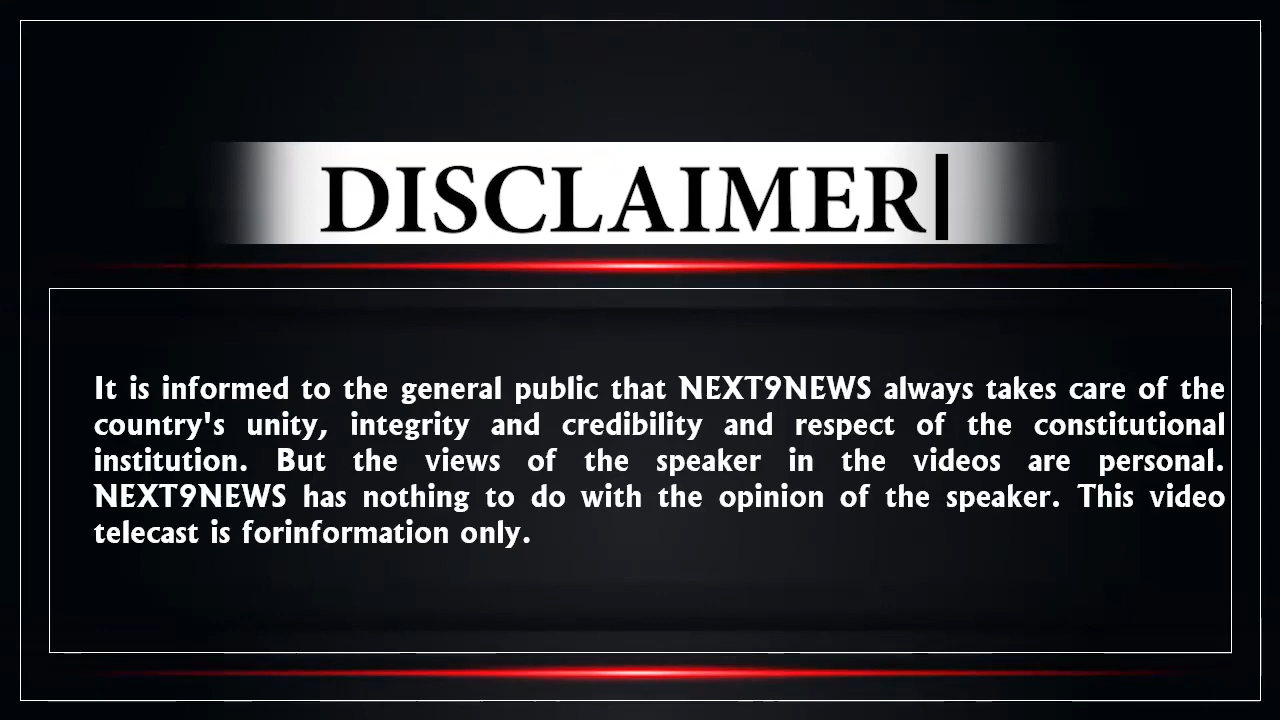 DISCLAIMER
It is informed to the general public that NEXT9NEWS always takes care of the
country's unity, integrity and credibility and respect of the constitutional
institution. But the views of the speaker in the videos are personal.
NEXT9NEWS has nothing to do with the opinion of the speaker. This video
telecast is forinformation only.